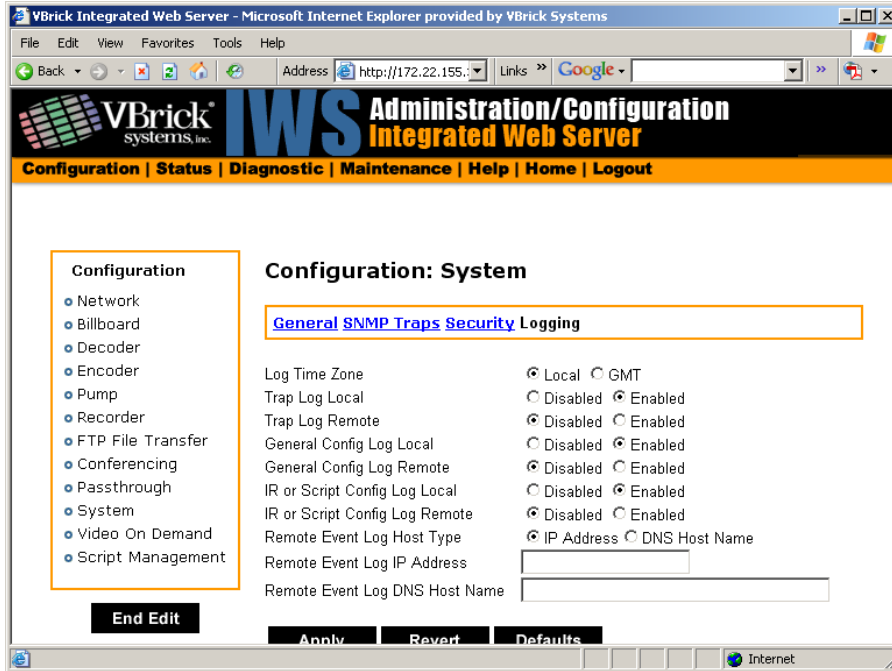 VBrick Integrated Web Server - Microsoft Internet Explorer provided by VBrick Systems
File Edit View Favorites Tools Help
Back Address http://172.22.155. Links » Google »
VBrick systems, inc. IWS Administration/Configuration
Integrated Web Server
Configuration | Status | Diagnostic | Maintenance | Help | Home | Logout
Configuration
Network
Billboard
Decoder
Encoder
Pump
Recorder
FTP File Transfer
Conferencing
Passthrough
System
Video On Demand
Script Management
End Edit
Configuration: System
General SNMP Traps Security Logging
Log Time Zone Local GMT
Trap Log Local Disabled Enabled
Trap Log Remote Disabled Enabled
General Config Log Local Disabled Enabled
General Config Log Remote Disabled Enabled
IR or Script Config Log Local Disabled Enabled
IR or Script Config Log Remote Disabled Enabled
Remote Event Log Host Type IP Address DNS Host Name
Remote Event Log IP Address
Remote Event Log DNS Host Name
Apply Revert Defaults
Internet